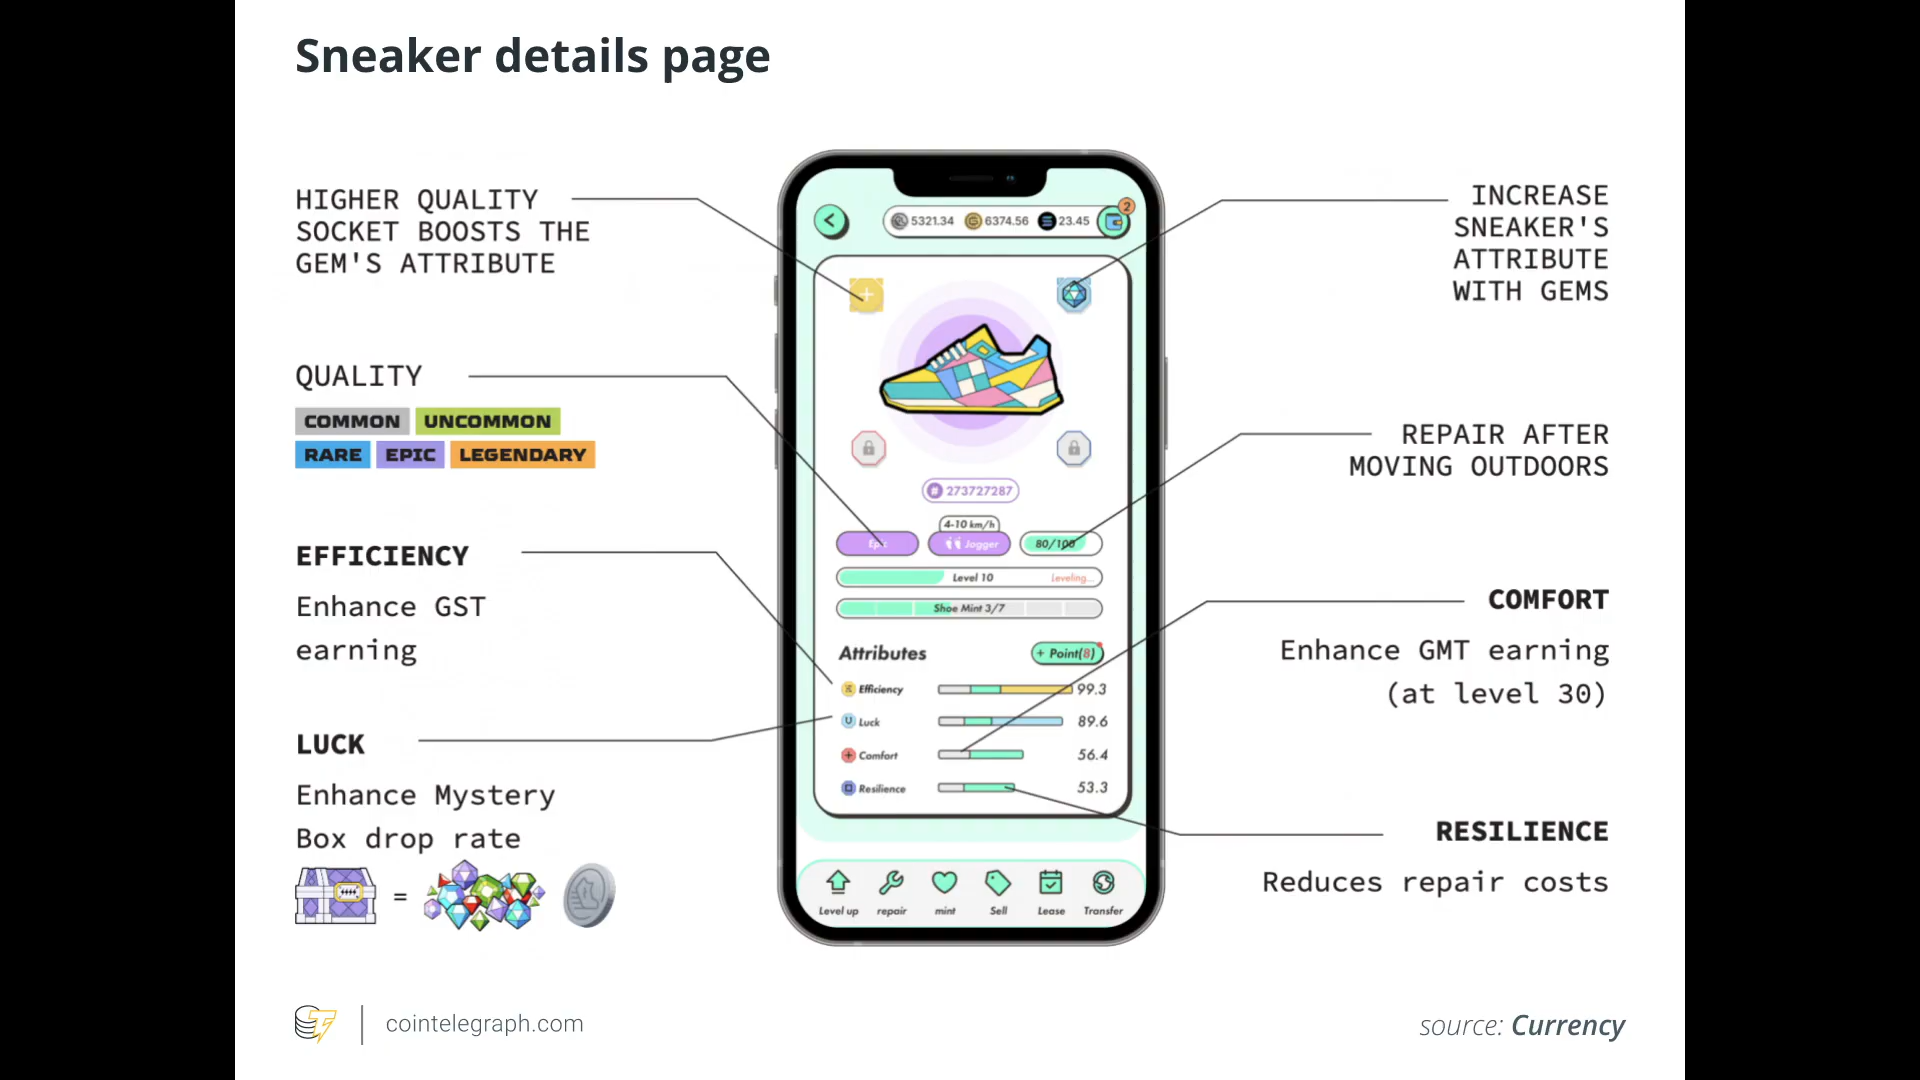 Sneaker details page
HIGHER QUALITY
SOCKET BOOSTS THE
GEM'S ATTRIBUTE
QUALITY
COMMON UNCOMMON
RARE EPIC LEGENDARY
EFFICIENCY
Enhance GST
earning
LUCK
Enhance Mystery
Box drop rate
=
5321.34 6374.56 23.45 2
# 273727287
4-10 km/h
Epic Jogger 80/100
Level 10 Leveling...
Shoe Mint 3/7
Attributes + Point(8)
Efficiency 99.3
Luck 89.6
Comfort 56.4
Resilience 53.3
Level up repair mint Sell Lease Transfer
INCREASE
SNEAKER'S
ATTRIBUTE
WITH GEMS
REPAIR AFTER
MOVING OUTDOORS
COMFORT
Enhance GMT earning
(at level 30)
RESILIENCE
Reduces repair costs
cointelegraph.com
source: Currency